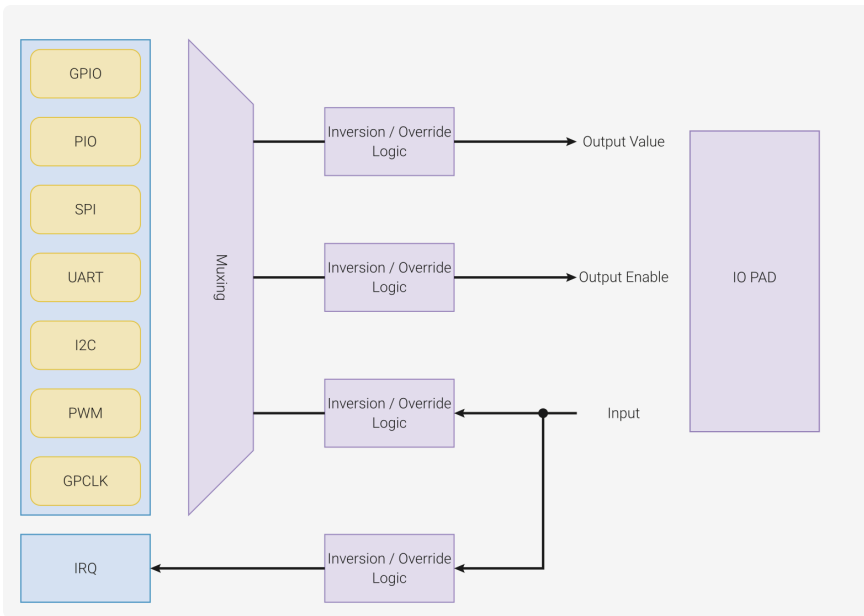 GPIO
PIO
SPI
UART
I2C
PWM
GPCLK
IRQ
Muxing
Inversion / Override
Logic
Output Value
Inversion / Override
Logic
Output Enable
Inversion / Override
Logic
Input
Inversion / Override
Logic
IO PAD